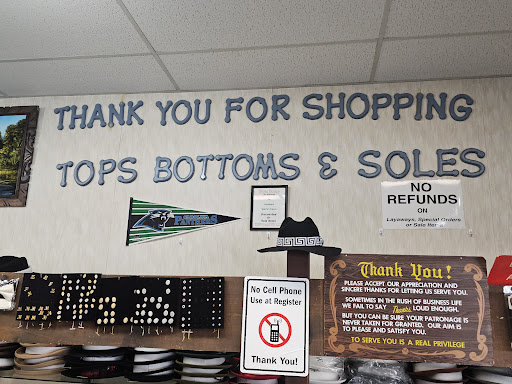 THANK YOU FOR SHOPPING
TOPS BOTTOMS & SOLES
NO
REFUNDS
ON
Layaways, Special Orders
or Sale Items
PANTHERS
No Cell Phone
Use at Register
Thank You!
Thank You!
PLEASE ACCEPT OUR APPRECIATION AND
SINCERE THANKS FOR LETTING US SERVE YOU.
SOMETIMES IN THE RUSH OF BUSINESS LIFE
WE FAIL TO SAY Thanks LOUD ENOUGH.
BUT YOU CAN BE SURE YOUR PATRONAGE IS
NEVER TAKEN FOR GRANTED. OUR AIM IS
TO PLEASE AND SATISFY YOU.
TO SERVE YOU IS A REAL PRIVILEGE